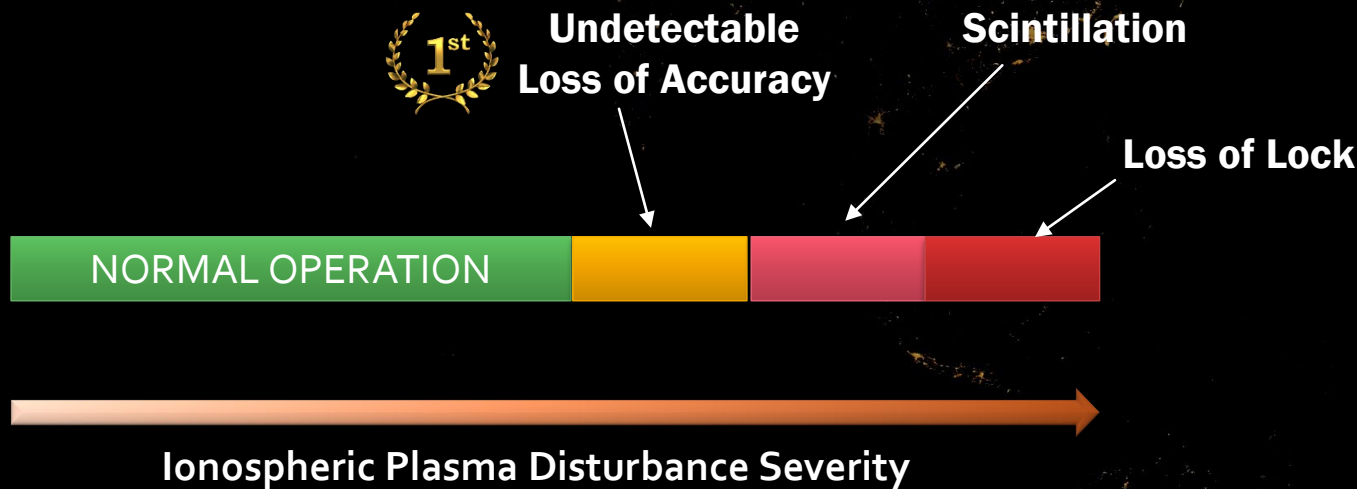 1st
Undetectable
Loss of Accuracy
Scintillation
Loss of Lock
NORMAL OPERATION
Ionospheric Plasma Disturbance Severity